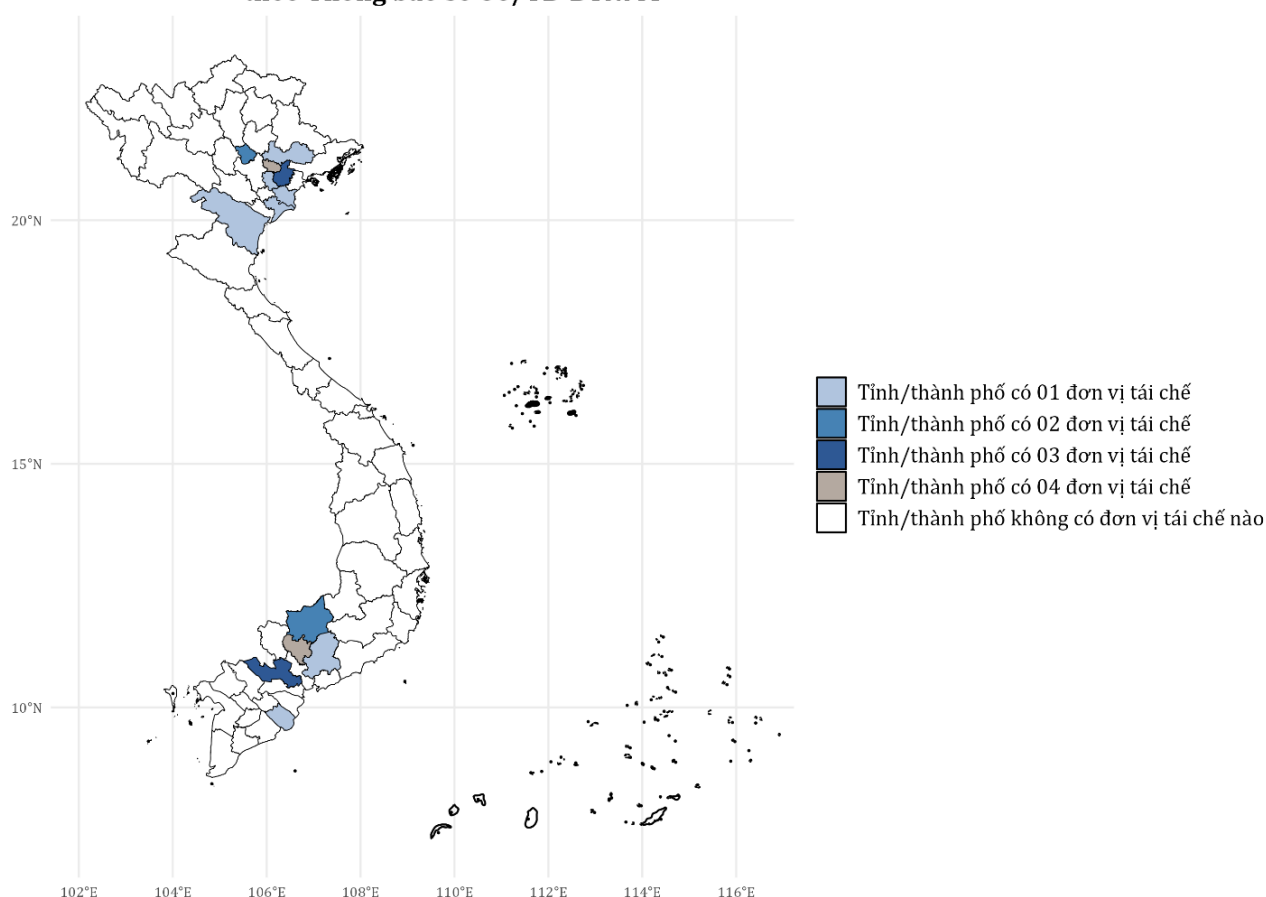 20°N
15°N
10°N
102°E 104°E 106°E 108°E 110°E 112°E 114°E 116°E
Tỉnh/thành phố có 01 đơn vị tái chế
Tỉnh/thành phố có 02 đơn vị tái chế
Tỉnh/thành phố có 03 đơn vị tái chế
Tỉnh/thành phố có 04 đơn vị tái chế
Tỉnh/thành phố không có đơn vị tái chế nào